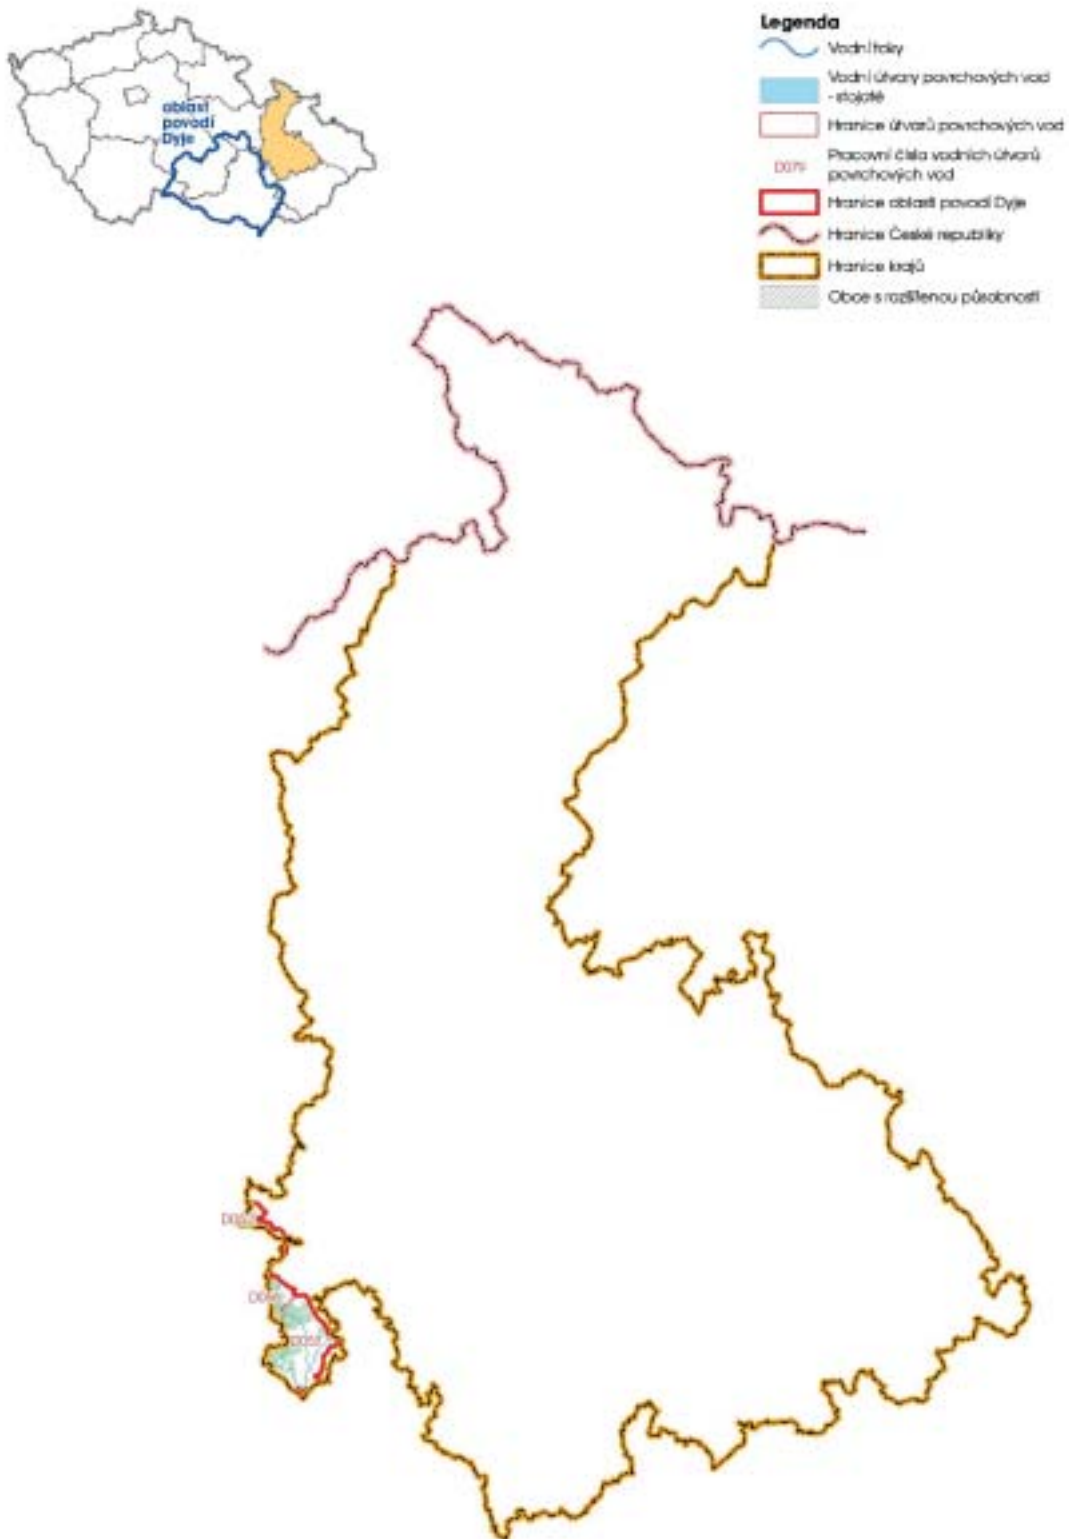 oblast
povodí
Dyje
Legenda
Vodní toky
Vodní útvary povrchových vod
- stojaté
Hranice útvarů povrchových vod
D079
Pracovní čísla vodních útvarů
povrchových vod
Hranice oblasti povodí Dyje
Hranice České republiky
Hranice krajů
Obce s rozšířenou působností